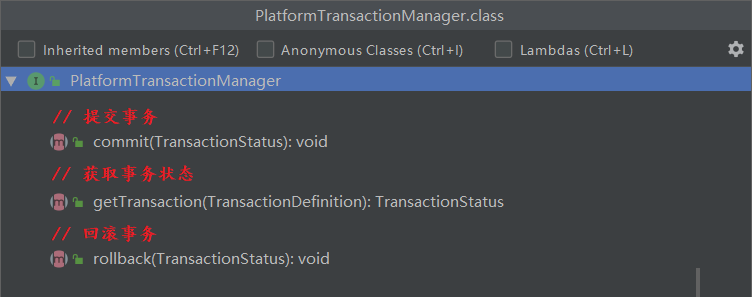 PlatformTransactionManager.class
Inherited members (Ctrl+F12) Anonymous Classes (Ctrl+I) Lambdas (Ctrl+L)
I PlatformTransactionManager
// 提交事务
m commit(TransactionStatus): void
// 获取事务状态
m getTransaction(TransactionDefinition): TransactionStatus
// 回滚事务
m rollback(TransactionStatus): void